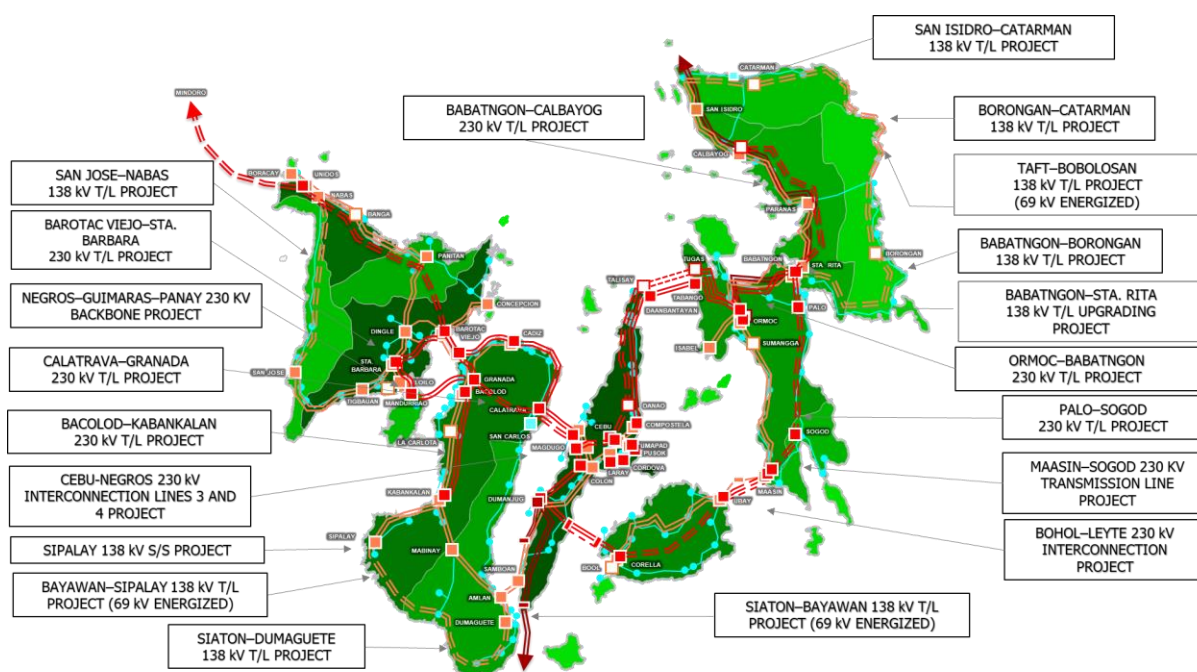 SAN ISIDRO–CATARMAN
138 kV T/L PROJECT
BABATNGON–CALBAYOG
230 kV T/L PROJECT
BORONGAN–CATARMAN
138 kV T/L PROJECT
SAN JOSE–NABAS
138 kV T/L PROJECT
TAFT–BOBOLOSAN
138 kV T/L PROJECT
(69 kV ENERGIZED)
BAROTAC VIEJO–STA.
BARBARA
230 kV T/L PROJECT
BABATNGON–BORONGAN
138 kV T/L PROJECT
NEGROS–GUIMARAS–PANAY 230 KV
BACKBONE PROJECT
BABATNGON–STA. RITA
138 kV T/L UPGRADING
PROJECT
CALATRAVA–GRANADA
230 kV T/L PROJECT
ORMOC–BABATNGON
230 kV T/L PROJECT
BACOLOD–KABANKALAN
230 kV T/L PROJECT
PALO–SOGOD
230 kV T/L PROJECT
CEBU-NEGROS 230 kV
INTERCONNECTION LINES 3 AND
4 PROJECT
MAASIN–SOGOD 230 KV
TRANSMISSION LINE
PROJECT
SIPALAY 138 kV S/S PROJECT
BOHOL–LEYTE 230 kV
INTERCONNECTION
PROJECT
BAYAWAN–SIPALAY 138 kV T/L
PROJECT (69 kV ENERGIZED)
SIATON–BAYAWAN 138 kV T/L
PROJECT (69 kV ENERGIZED)
SIATON–DUMAGUETE
138 kV T/L PROJECT
MINDORO
BORACAY
UNIDOS
NABAS
BANGA
PANITAN
CONCEPCION
DINGLE
BAROTAC
VIEJO
CADIZ
STA.
BARBARA
SAN JOSE
TIGBAUAN
ILOILO
MANDURRIAO
GRANADA
BACOLOD
CALATRAVA
SAN CARLOS
LA CARLOTA
KABANKALAN
SIPALAY
MABINAY
AMLAN
DUMAGUETE
SAMBOAN
DUMANJUG
MAGDUGO
CEBU
COLON
LARAY
CORDOVA
PUSOK
UMAPAD
COMPOSTELA
DANAO
TALISAY
DAANBANTAYAN
TUGAS
TABANGO
ISABEL
ORMOC
SUMANGGA
BABATNGON
STA. RITA
PALO
SOGOD
MAASIN
UBAY
CORELLA
BOOL
PARANAS
CALBAYOG
SAN ISIDRO
CATARMAN
BORONGAN